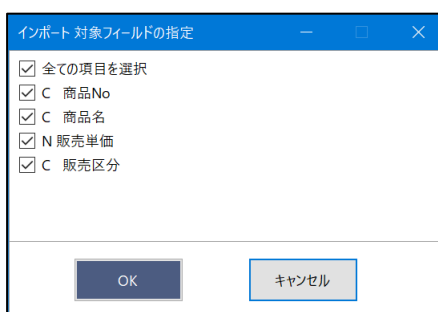 インポート 対象フィールドの指定
全ての項目を選択
C 商品No
C 商品名
N 販売単価
C 販売区分
OK
キャンセル